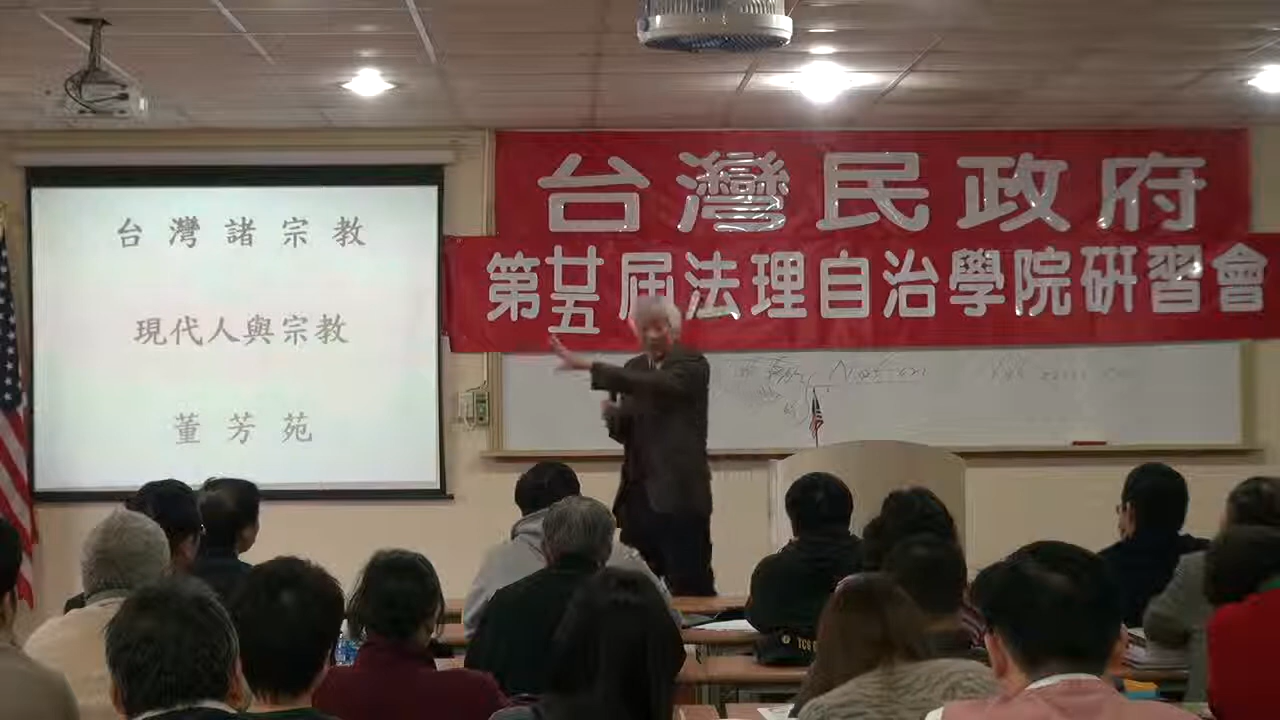 台灣諸宗教
現代人與宗教
董芳苑
台灣民政府
第廿五屆法理自治學院研習會